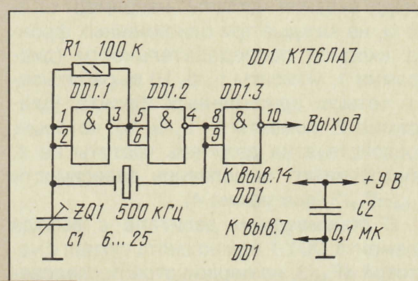 R1 100 к
DD1 К176ЛА7
DD1.1 DD1.2 DD1.3
1 & 3 5 & 4 8 & 10 Выход
2 6 9
ZQ1 500 кГц
C1 6...25
К выв.14 +9 В
DD1
C2
К выв.7 0,1 мк
DD1